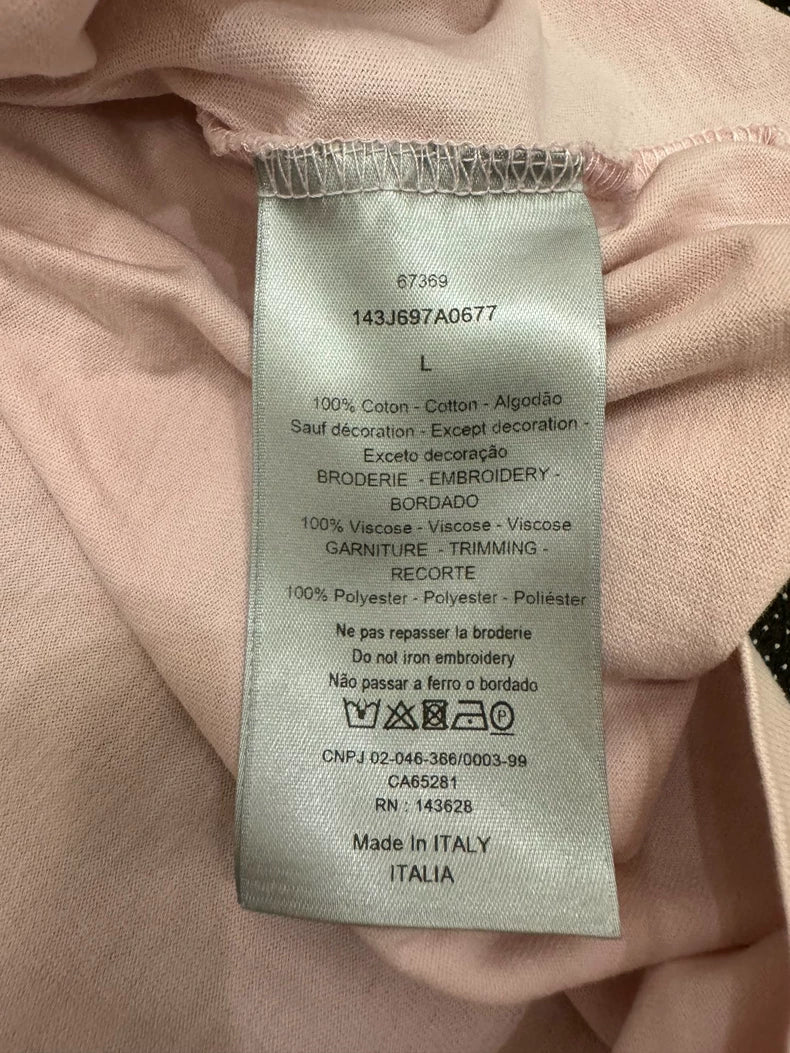 67369
143J697A0677
L
100% Coton - Cotton - Algodão
Sauf décoration - Except decoration -
Exceto decoração
BRODERIE - EMBROIDERY -
BORDADO
100% Viscose - Viscose - Viscose
GARNITURE - TRIMMING -
RECORTE
100% Polyester - Polyester - Poliéster
Ne pas repasser la broderie
Do not iron embroidery
Não passar a ferro o bordado
P
CNPJ 02-046-366/0003-99
CA65281
RN : 143628
Made In ITALY
ITALIA